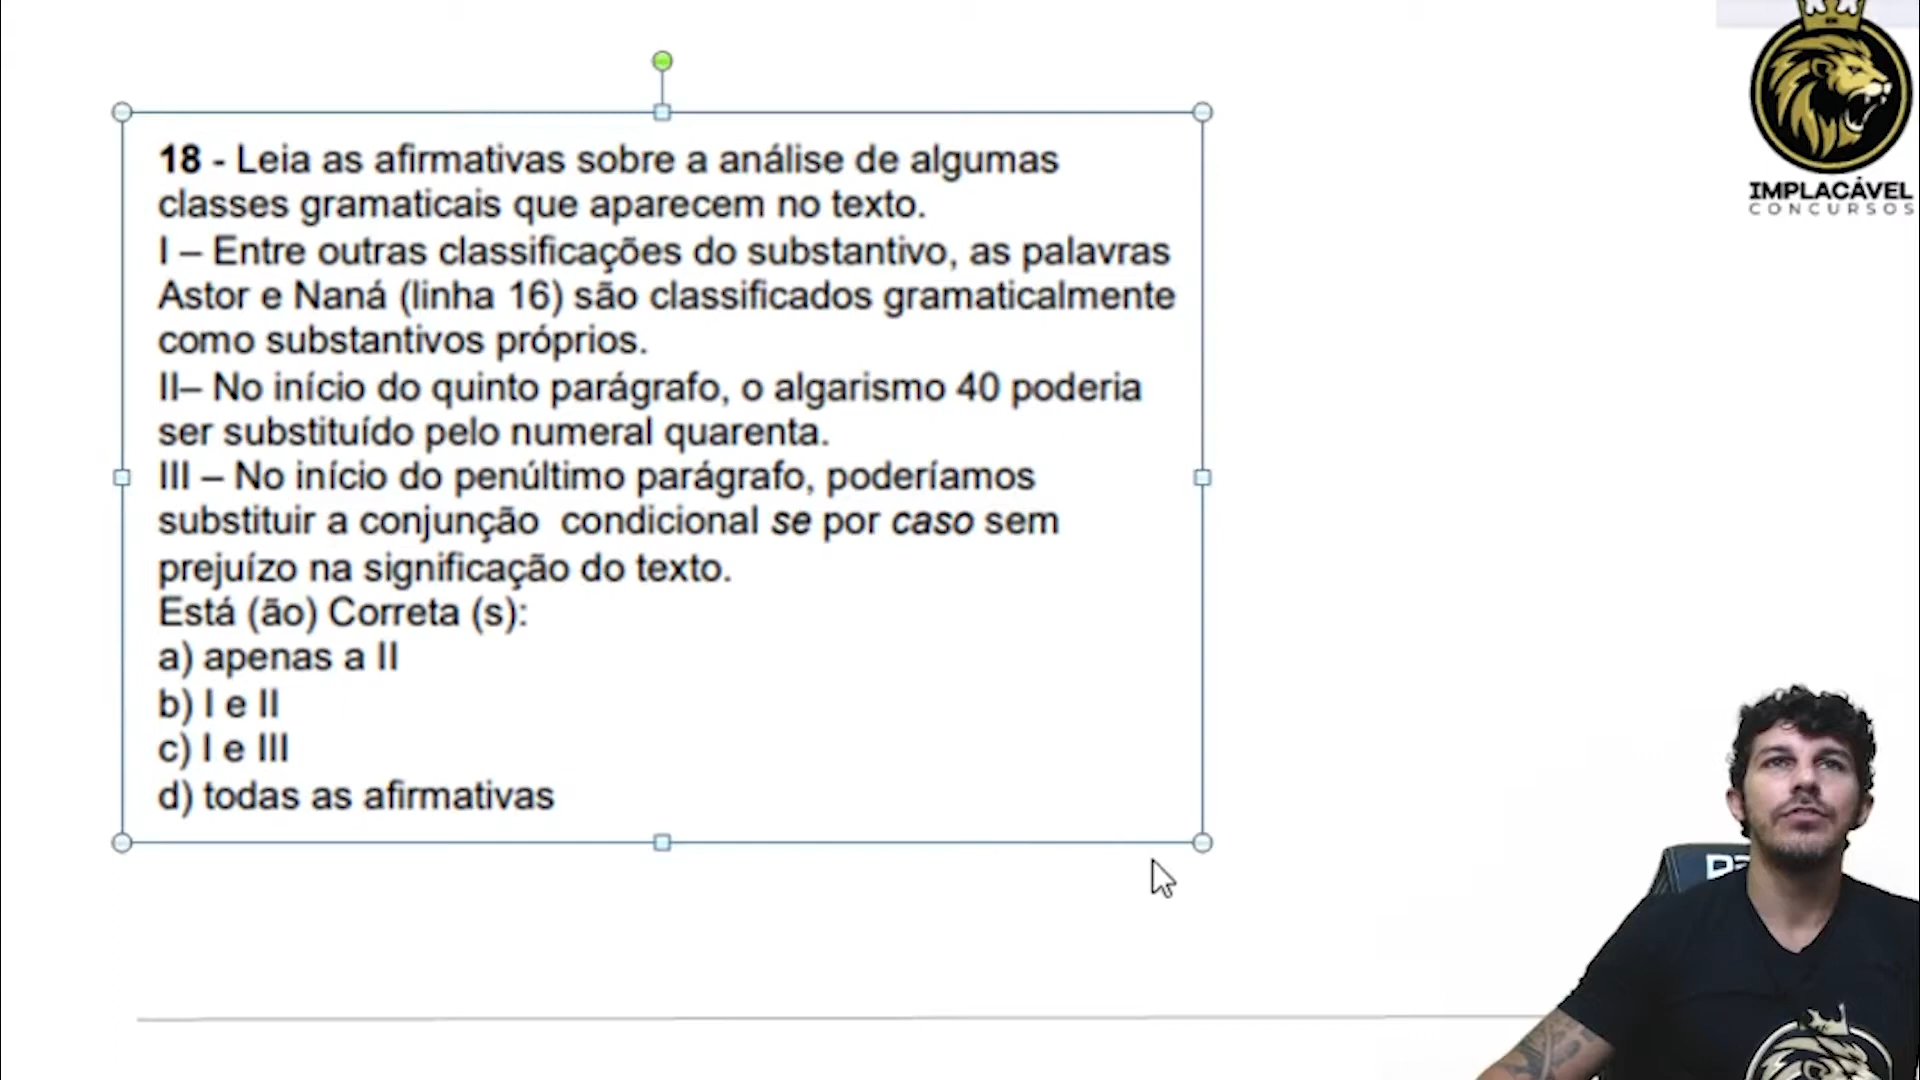 IMPLACÁVEL
CONCURSOS
18 - Leia as afirmativas sobre a análise de algumas
classes gramaticais que aparecem no texto.
I – Entre outras classificações do substantivo, as palavras
Astor e Naná (linha 16) são classificados gramaticalmente
como substantivos próprios.
II– No início do quinto parágrafo, o algarismo 40 poderia
ser substituído pelo numeral quarenta.
III – No início do penúltimo parágrafo, poderíamos
substituir a conjunção condicional se por caso sem
prejuízo na significação do texto.
Está (ão) Correta (s):
a) apenas a II
b) I e II
c) I e III
d) todas as afirmativas